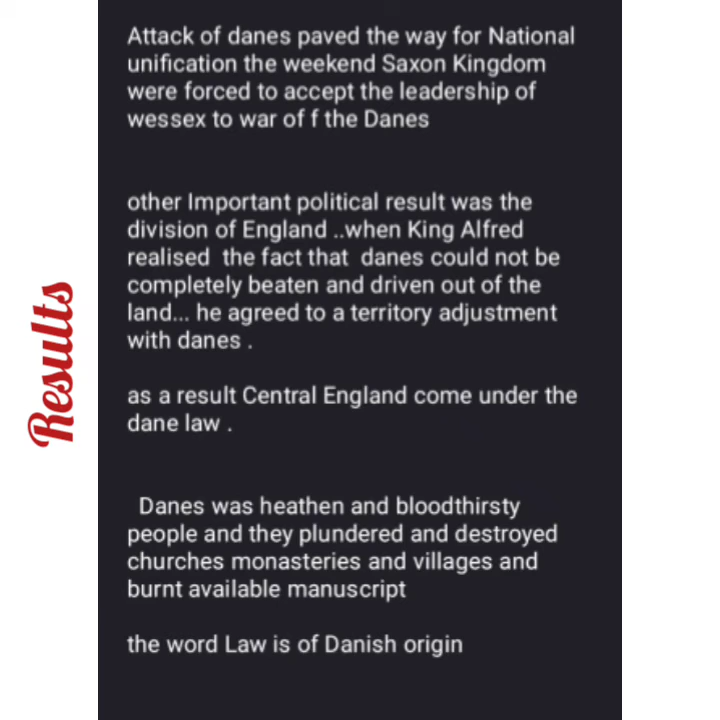 Results
Attack of danes paved the way for National
unification the weekend Saxon Kingdom
were forced to accept the leadership of
wessex to war of f the Danes
other Important political result was the
division of England ..when King Alfred
realised the fact that danes could not be
completely beaten and driven out of the
land... he agreed to a territory adjustment
with danes .
as a result Central England come under the
dane law .
Danes was heathen and bloodthirsty
people and they plundered and destroyed
churches monasteries and villages and
burnt available manuscript
the word Law is of Danish origin